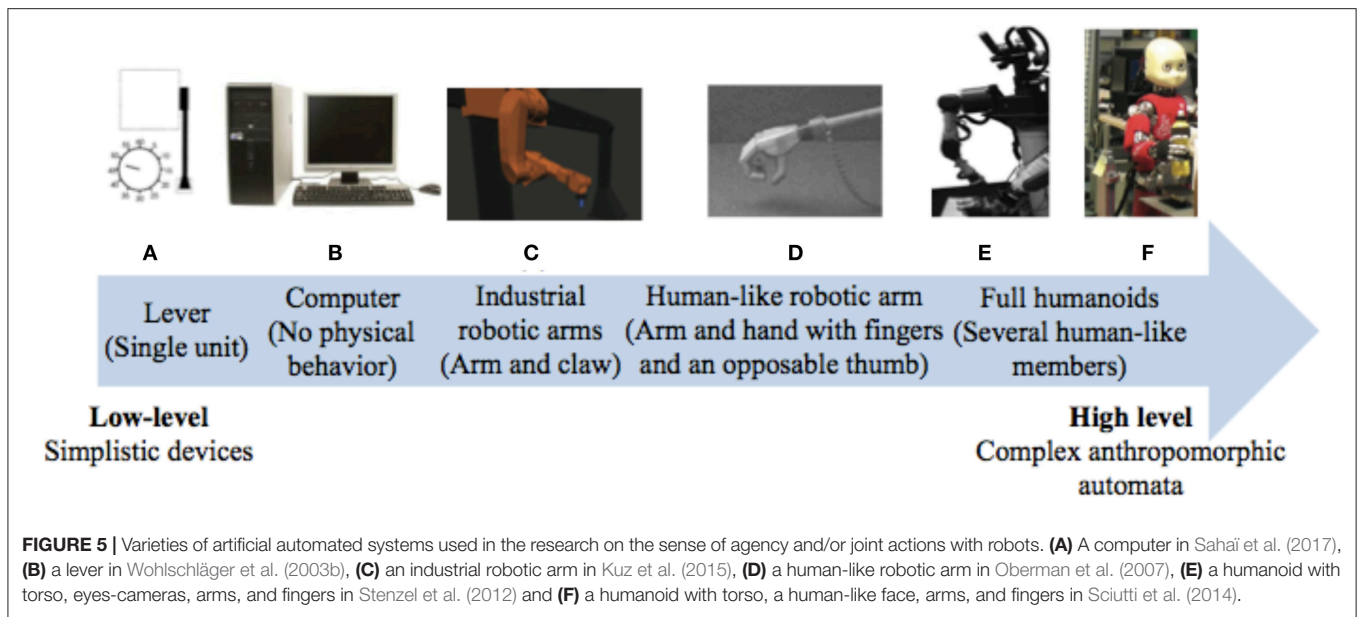 A B C D E F
Lever
(Single unit)
Computer
(No physical
behavior)
Industrial
robotic arms
(Arm and claw)
Human-like robotic arm
(Arm and hand with fingers
and an opposable thumb)
Full humanoids
(Several human-like
members)
Low-level
Simplistic devices
High level
Complex anthropomorphic
automata
FIGURE 5 | Varieties of artificial automated systems used in the research on the sense of agency and/or joint actions with robots. (A) A computer in Sahaï et al. (2017),
(B) a lever in Wohlschläger et al. (2003b), (C) an industrial robotic arm in Kuz et al. (2015), (D) a human-like robotic arm in Oberman et al. (2007), (E) a humanoid with
torso, eyes-cameras, arms, and fingers in Stenzel et al. (2012) and (F) a humanoid with torso, a human-like face, arms, and fingers in Sciutti et al. (2014).